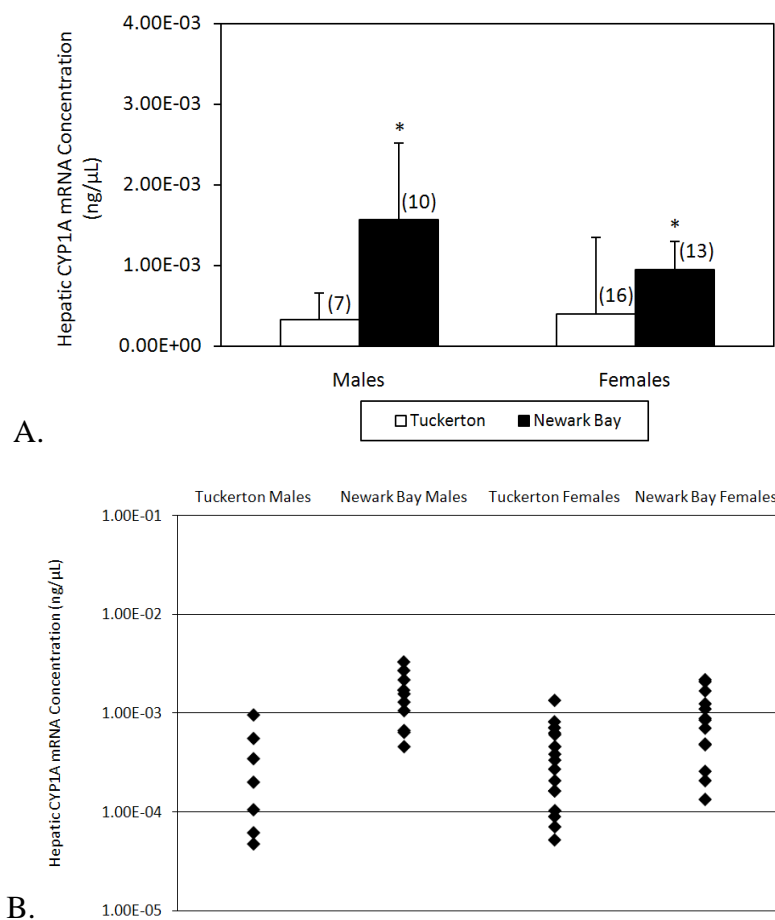 4.00E-03
3.00E-03
2.00E-03
1.00E-03
0.00E+00
Hepatic CYP1A mRNA Concentration
(ng/µL)
*
(10)
(7)
*
(13)
(16)
Males Females
Tuckerton Newark Bay
A.
Tuckerton Males Newark Bay Males Tuckerton Females Newark Bay Females
1.00E-01
1.00E-02
1.00E-03
1.00E-04
1.00E-05
Hepatic CYP1A mRNA Concentration (ng/µL)
B.